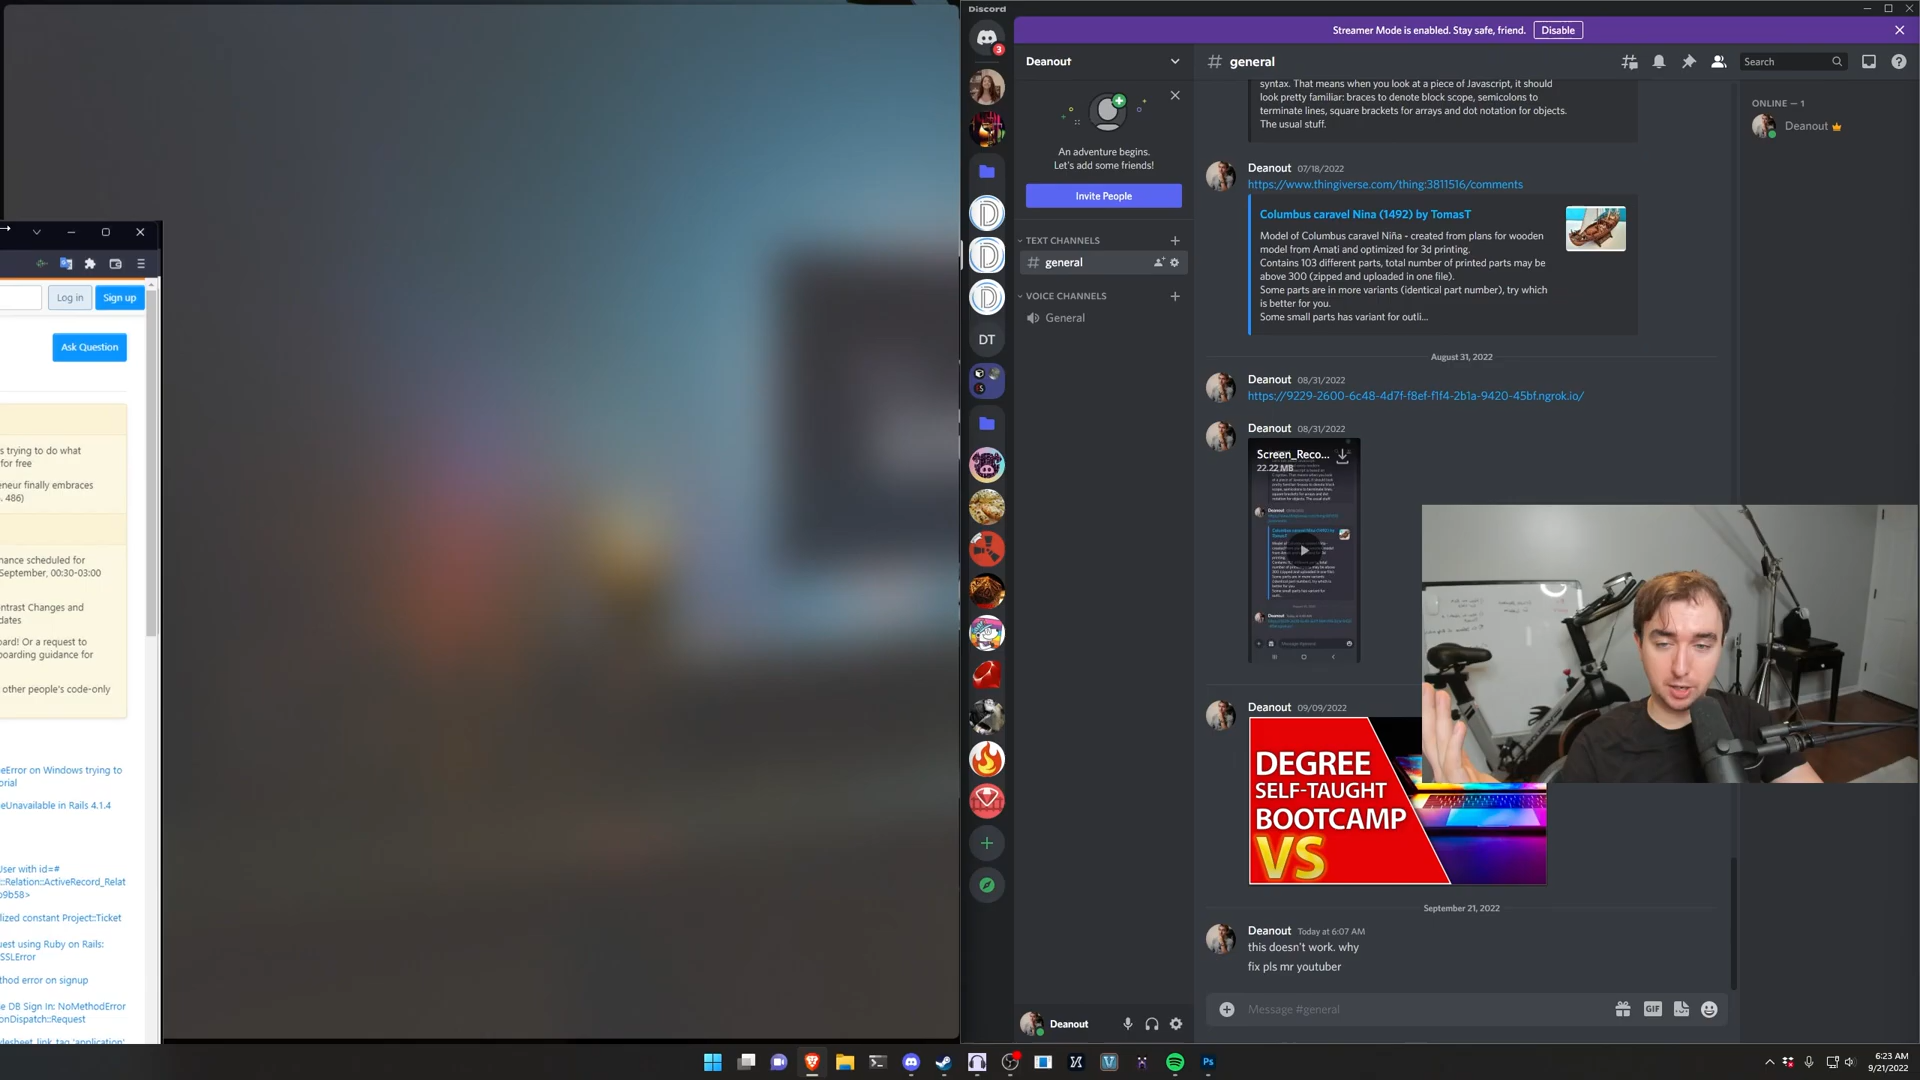 Discord
Streamer Mode is enabled. Stay safe, friend.
Disable
Deanout
general
Search
3
An adventure begins.
Let's add some friends!
Invite People
TEXT CHANNELS
general
VOICE CHANNELS
General
DT
syntax. That means when you look at a piece of Javascript, it should
look pretty familiar: braces to denote block scope, semicolons to
terminate lines, square brackets for arrays and dot notation for objects.
The usual stuff.
Deanout 07/18/2022
https://www.thingiverse.com/thing:3811516/comments
Columbus caravel Nina (1492) by TomasT
Model of Columbus caravel Niña - created from plans for wooden
model from Amati and optimized for 3d printing.
Contains 103 different parts, total number of printed parts may be
above 300 (zipped and uploaded in one file).
Some parts are in more variants (identical part number), try which
is better for you.
Some small parts has variant for outli...
August 31, 2022
Deanout 08/31/2022
https://9229-2600-6c48-4d7f-f8ef-f1f4-2b1a-9420-45bf.ngrok.io/
Deanout 08/31/2022
Screen_Reco...
22.22 MB
Deanout 09/09/2022
DEGREE
SELF-TAUGHT
BOOTCAMP
VS
September 21, 2022
Deanout Today at 6:07 AM
this doesn't work. why
fix pls mr youtuber
Message #general
GIF
Deanout
ONLINE — 1
Deanout
Log in
Sign up
Ask Question
s trying to do what
for free
eneur finally embraces
. 486)
nance scheduled for
September, 00:30-03:00
ntrast Changes and
dates
oard! Or a request to
boarding guidance for
other people's code-only
eError on Windows trying to
orial
eUnavailable in Rails 4.1.4
User with id=#
::Relation::ActiveRecord_Relat
lized constant Project::Ticket
uest using Ruby on Rails:
SSLError
thod error on signup
e DB Sign In: NoMethodError
onDispatch::Request
Ps
6:23 AM
9/21/2022